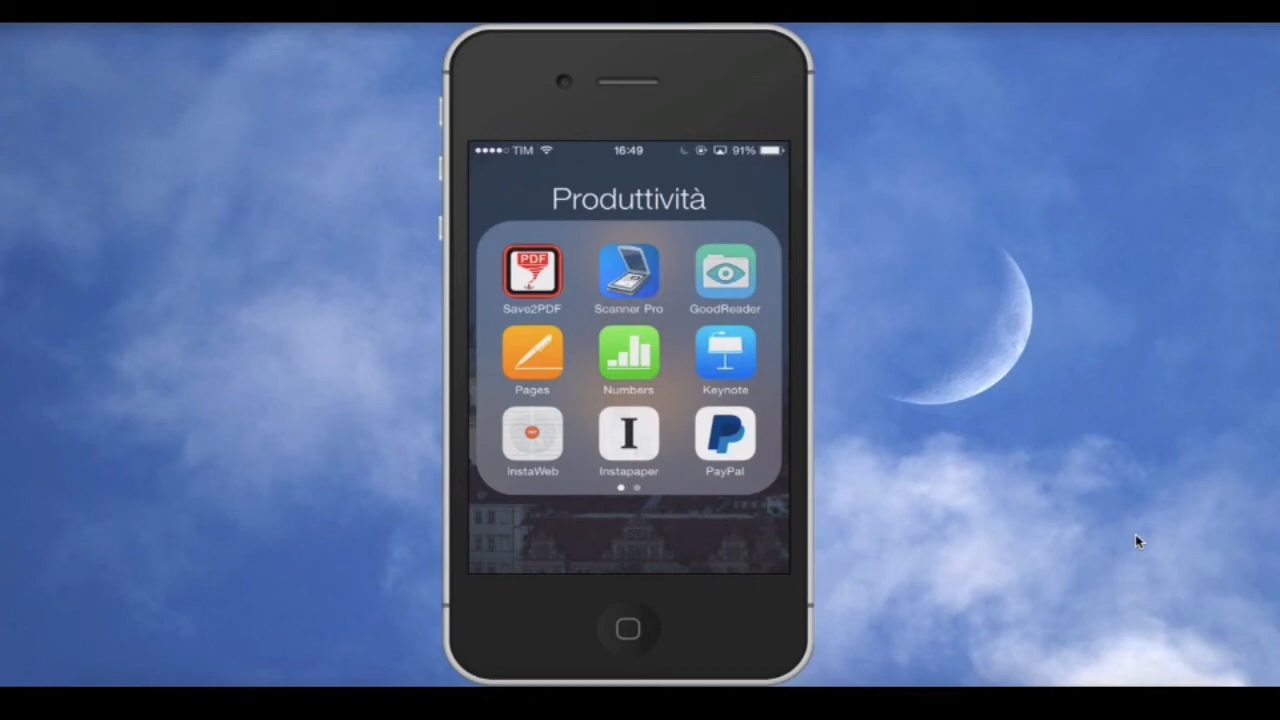 TIM 16:49 91%
Produttività
PDF
Save2PDF Scanner Pro GoodReader
Pages Numbers Keynote
I
InstaWeb Instapaper PayPal